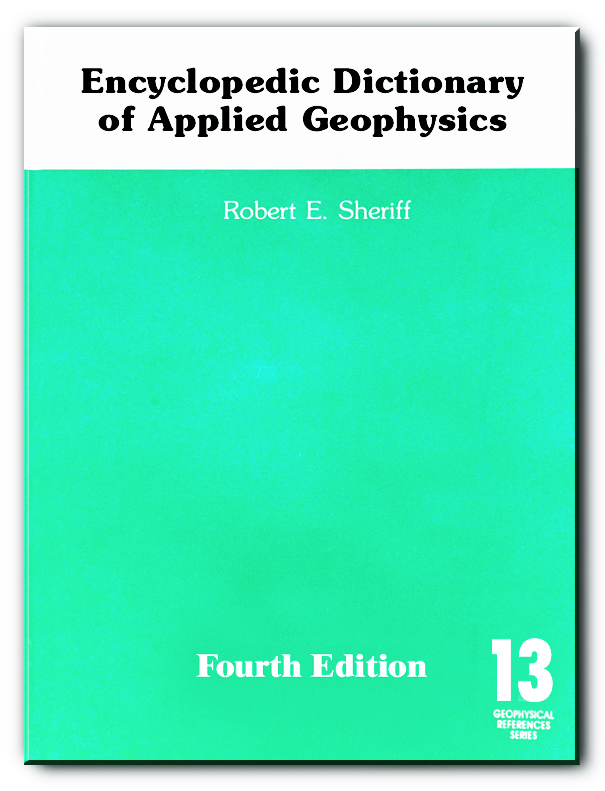 Encyclopedic Dictionary
of Applied Geophysics
Robert E. Sheriff
Fourth Edition
13
GEOPHYSICAL
REFERENCES
SERIES